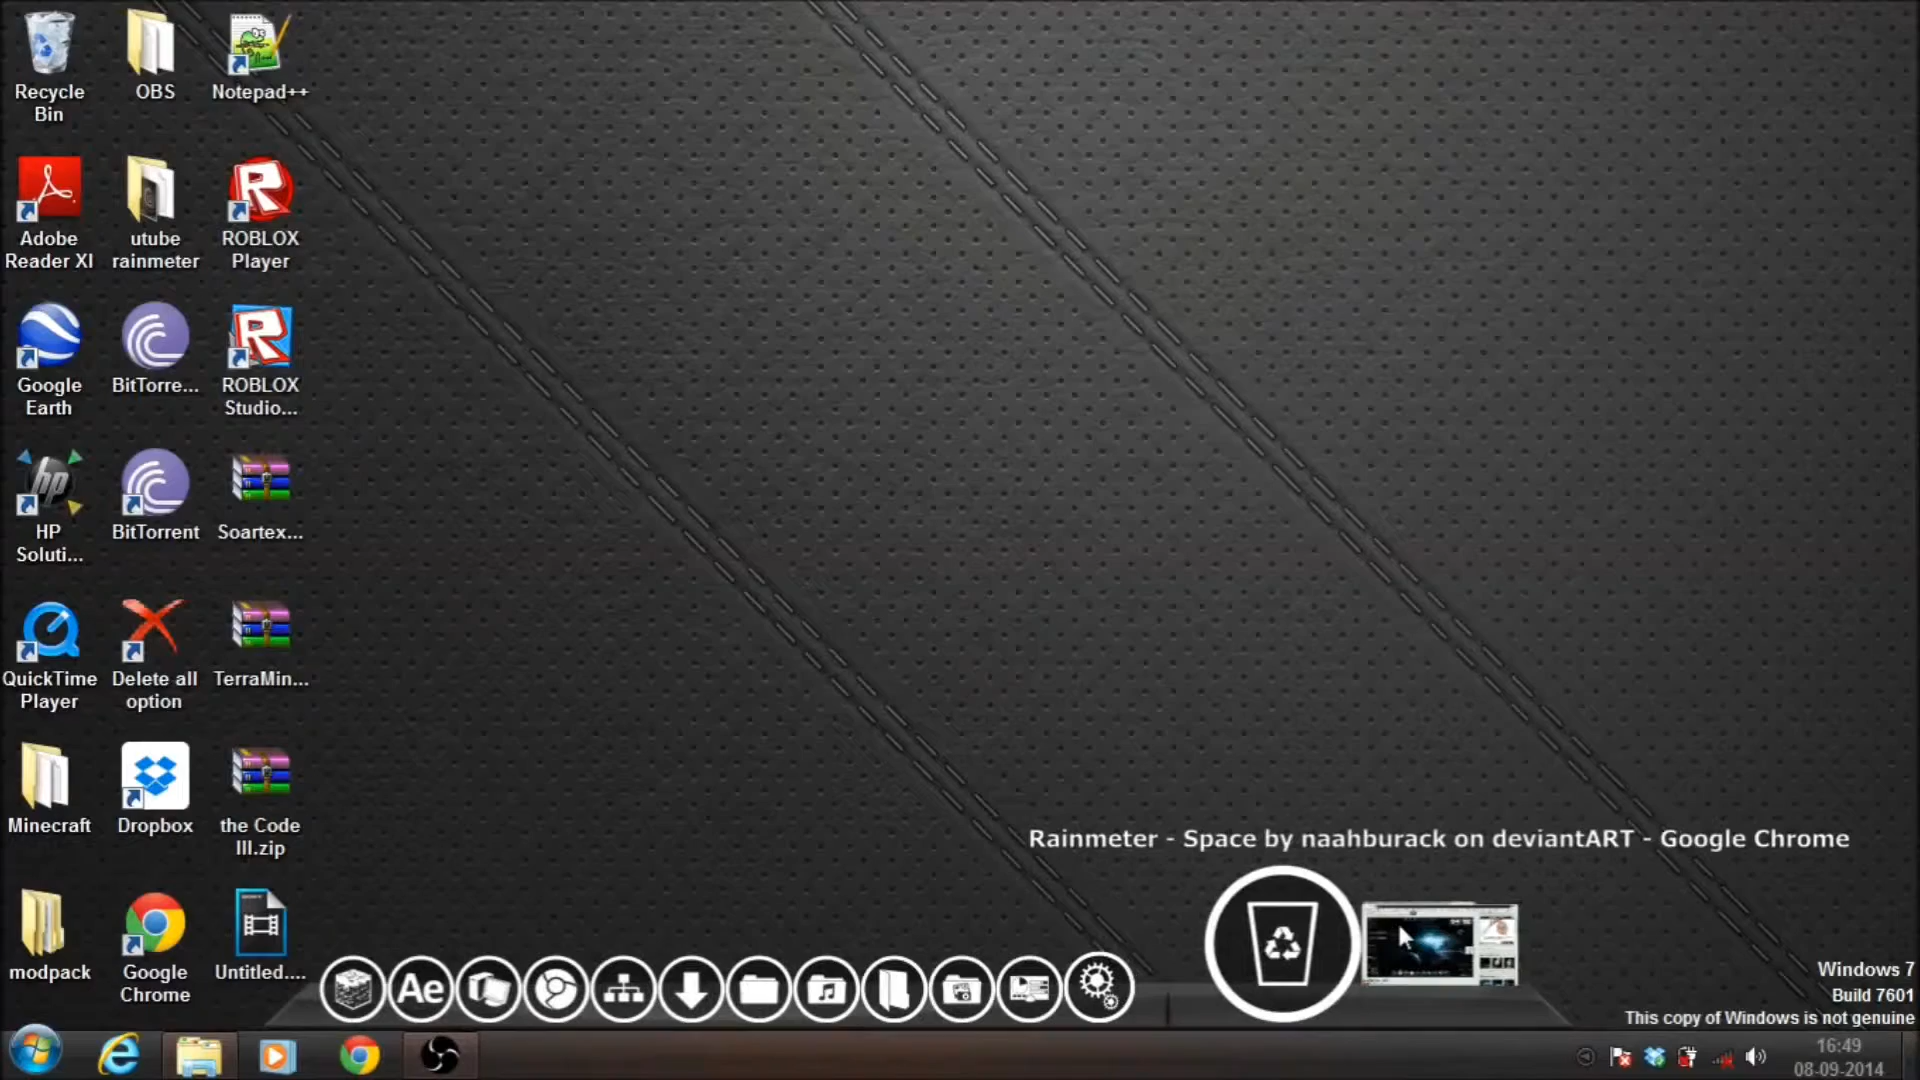 Recycle
Bin
OBS
Notepad++
Adobe
Reader XI
utube
rainmeter
ROBLOX
Player
Google
Earth
BitTorre...
ROBLOX
Studio...
HP
Soluti...
BitTorrent
Soartex...
QuickTime
Player
Delete all
option
TerraMin...
Minecraft
Dropbox
the Code
III.zip
modpack
Google
Chrome
Untitled....
Rainmeter - Space by naahburack on deviantART - Google Chrome
Ae
hp
Windows 7
Build 7601
This copy of Windows is not genuine
16:49
08-09-2014